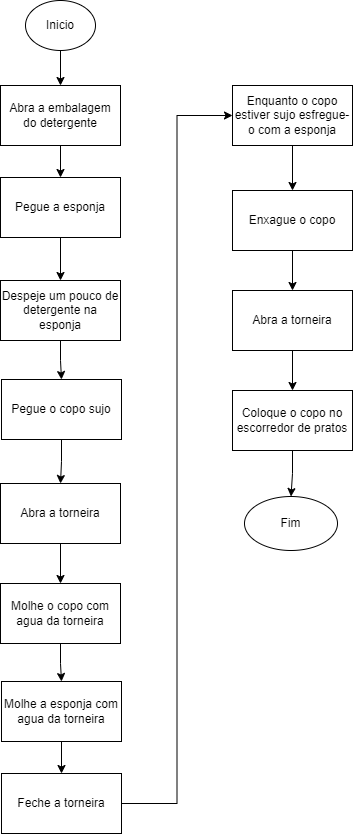 Inicio
Abra a embalagem
do detergente
Pegue a esponja
Despeje um pouco de
detergente na
esponja
Pegue o copo sujo
Abra a torneira
Molhe o copo com
agua da torneira
Molhe a esponja com
agua da torneira
Feche a torneira
Enquanto o copo
estiver sujo esfregue-
o com a esponja
Enxague o copo
Abra a torneira
Coloque o copo no
escorredor de pratos
Fim